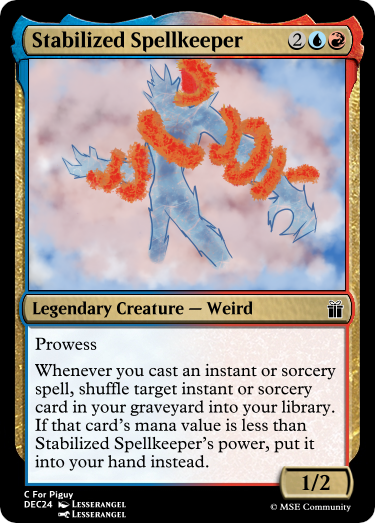 Stabilized Spellkeeper 2
Legendary Creature — Weird
Prowess
Whenever you cast an instant or sorcery
spell, shuffle target instant or sorcery
card in your graveyard into your library.
If that card's mana value is less than
Stabilized Spellkeeper's power, put it
into your hand instead.
1/2
C For Piguy
DEC24 LESSERANGEL
LESSERANGEL
© MSE Community